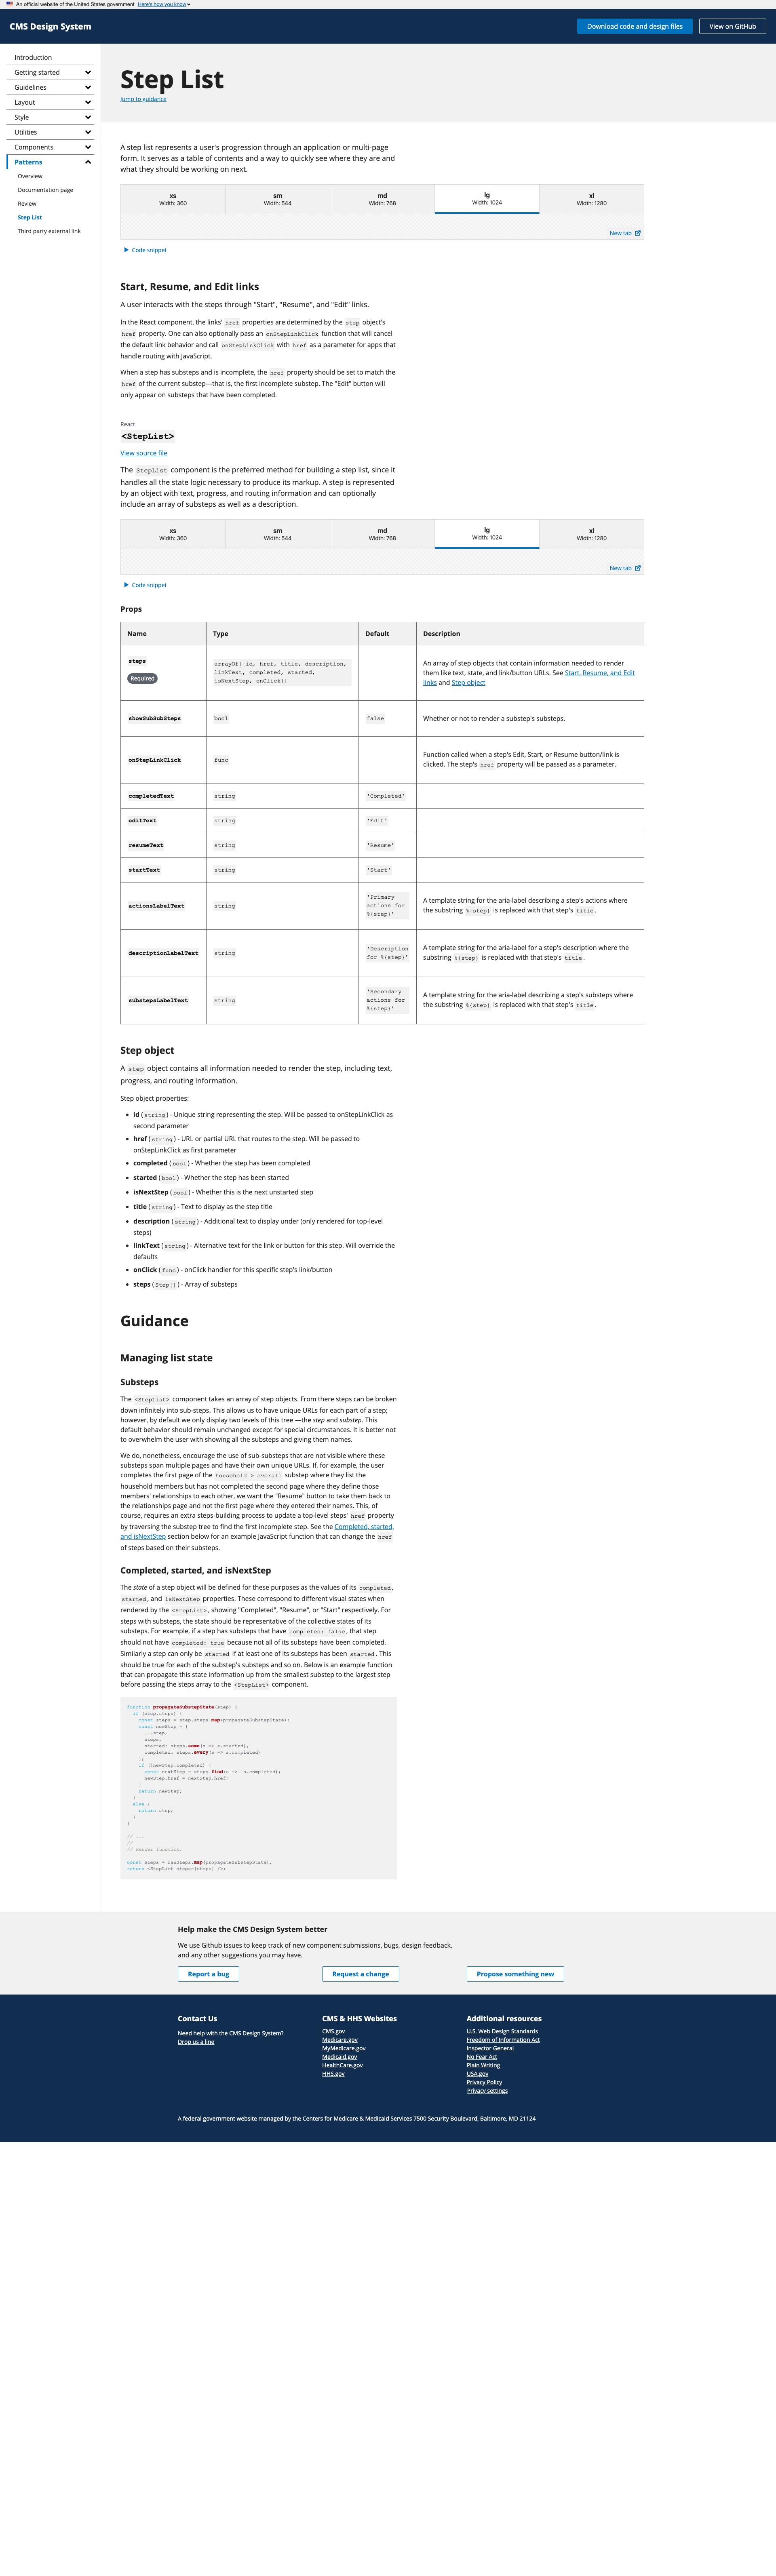 An official website of the United States government Here's how you know
CMS Design System
Download code and design files
View on GitHub
Introduction
Getting started
Guidelines
Layout
Style
Utilities
Components
Patterns
Overview
Documentation page
Review
Step List
Third party external link
Step List
Jump to guidance
A step list represents a user's progression through an application or multi-page
form. It serves as a table of contents and a way to quickly see where they are and
what they should be working on next.
xs
Width: 360
sm
Width: 544
md
Width: 768
lg
Width: 1024
xl
Width: 1280
New tab
Code snippet
Start, Resume, and Edit links
A user interacts with the steps through "Start", "Resume", and "Edit" links.
In the React component, the links' href properties are determined by the step object's
href property. One can also optionally pass an onStepLinkClick function that will cancel
the default link behavior and call onStepLinkClick with href as a parameter for apps that
handle routing with JavaScript.
When a step has substeps and is incomplete, the href property should be set to match the
href of the current substep—that is, the first incomplete substep. The "Edit" button will
only appear on substeps that have been completed.
React
<StepList>
View source file
The StepList component is the preferred method for building a step list, since it
handles all the state logic necessary to produce its markup. A step is represented
by an object with text, progress, and routing information and can optionally
include an array of substeps as well as a description.
xs
Width: 360
sm
Width: 544
md
Width: 768
lg
Width: 1024
xl
Width: 1280
New tab
Code snippet
Props
Name Type Default Description
steps
Required
arrayOf[{id, href, title, description,
linkText, completed, started,
isNextStep, onClick}]
An array of step objects that contain information needed to render
them like text, state, and link/button URLs. See Start, Resume, and Edit
links and Step object
showSubSubSteps bool false Whether or not to render a substep's substeps.
onStepLinkClick func
Function called when a step's Edit, Start, or Resume button/link is
clicked. The step's href property will be passed as a parameter.
completedText string 'Completed'
editText string 'Edit'
resumeText string 'Resume'
startText string 'Start'
actionsLabelText string
'Primary
actions for
%{step}'
A template string for the aria-label describing a step's actions where
the substring %{step} is replaced with that step's title.
descriptionLabelText string
'Description
for %{step}'
A template string for the aria-label for a step's description where the
substring %{step} is replaced with that step's title.
substepsLabelText string
'Secondary
actions for
%{step}'
A template string for the aria-label describing a step's substeps where
the substring %{step} is replaced with that step's title.
Step object
A step object contains all information needed to render the step, including text,
progress, and routing information.
Step object properties:
• id (string) - Unique string representing the step. Will be passed to onStepLinkClick as
second parameter
• href (string) - URL or partial URL that routes to the step. Will be passed to
onStepLinkClick as first parameter
• completed (bool) - Whether the step has been completed
• started (bool) - Whether the step has been started
• isNextStep (bool) - Whether this is the next unstarted step
• title (string) - Text to display as the step title
• description (string) - Additional text to display under (only rendered for top-level
steps)
• linkText (string) - Alternative text for the link or button for this step. Will override the
defaults
• onClick (func) - onClick handler for this specific step's link/button
• steps (Step[]) - Array of substeps
Guidance
Managing list state
Substeps
The <StepList> component takes an array of step objects. From there steps can be broken
down infinitely into sub-steps. This allows us to have unique URLs for each part of a step;
however, by default we only display two levels of this tree —the step and substep. This
default behavior should remain unchanged except for special circumstances. It is better not
to overwhelm the user with showing all the substeps and giving them names.
We do, nonetheless, encourage the use of sub-substeps that are not visible where these
substeps span multiple pages and have their own unique URLs. If, for example, the user
completes the first page of the household > overall substep where they list the
household members but has not completed the second page where they define those
members' relationships to each other, we want the "Resume" button to take them back to
the relationships page and not the first page where they entered their names. This, of
course, requires an extra steps-building process to update a top-level steps' href property
by traversing the substep tree to find the first incomplete step. See the Completed, started,
and isNextStep section below for an example JavaScript function that can change the href
of steps based on their substeps.
Completed, started, and isNextStep
The state of a step object will be defined for these purposes as the values of its completed,
started, and isNextStep properties. These correspond to different visual states when
rendered by the <StepList>, showing "Completed", "Resume", or "Start" respectively. For
steps with substeps, the state should be representative of the collective states of its
substeps. For example, if a step has substeps that have completed: false, that step
should not have completed: true because not all of its substeps have been completed.
Similarly a step can only be started if at least one of its substeps has been started. This
should be true for each of the substep's substeps and so on. Below is an example function
that can propagate this state information up from the smallest substep to the largest step
before passing the steps array to the <StepList> component.
function propagateSubstepState(step) {
if (step.steps) {
const steps = step.steps.map(propagateSubstepState);
const newStep = {
...step,
steps,
started: steps.some(s => s.started),
completed: steps.every(s => s.completed)
};
if (!newStep.completed) {
const nextStep = steps.find(s => !s.completed);
newStep.href = nextStep.href;
}
return newStep;
}
else {
return step;
}
}
// ...
//
// Render function:
const steps = rawSteps.map(propagateSubstepState);
return <StepList steps={steps} />;
Help make the CMS Design System better
We use Github issues to keep track of new component submissions, bugs, design feedback,
and any other suggestions you may have.
Report a bug
Request a change
Propose something new
Contact Us
Need help with the CMS Design System?
Drop us a line
CMS & HHS Websites
CMS.gov
Medicare.gov
MyMedicare.gov
Medicaid.gov
HealthCare.gov
HHS.gov
Additional resources
U.S. Web Design Standards
Freedom of Information Act
Inspector General
No Fear Act
Plain Writing
USA.gov
Privacy Policy
Privacy settings
A federal government website managed by the Centers for Medicare & Medicaid Services 7500 Security Boulevard, Baltimore, MD 21124